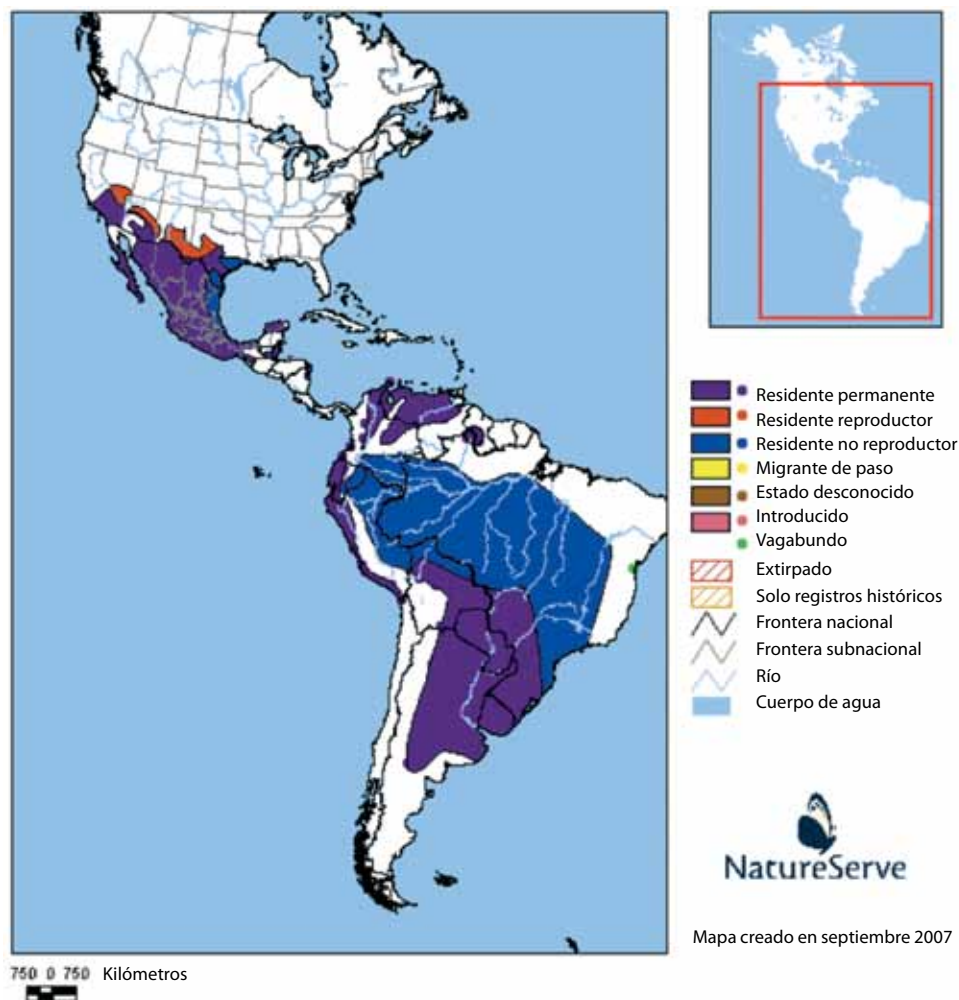 Residente permanente
Residente reproductor
Residente no reproductor
Migrante de paso
Estado desconocido
Introducido
Vagabundo
Extirpado
Solo registros históricos
Frontera nacional
Frontera subnacional
Río
Cuerpo de agua
NatureServe
Mapa creado en septiembre 2007
750 0 750 Kilómetros